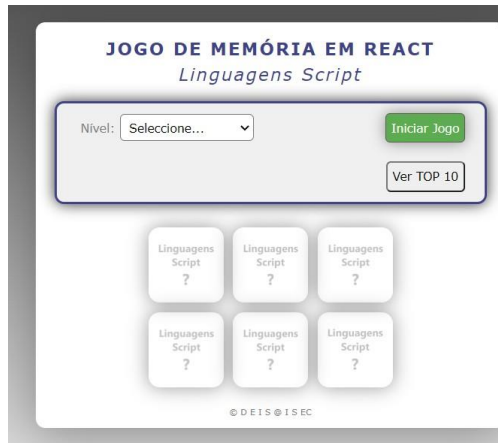 JOGO DE MEMÓRIA EM REACT
Linguagens Script
Nível: Seleccione... Iniciar Jogo
Ver TOP 10
Linguagens Linguagens Linguagens
Script Script Script
? ? ?
Linguagens Linguagens Linguagens
Script Script Script
? ? ?
© D E I S @ I S E C